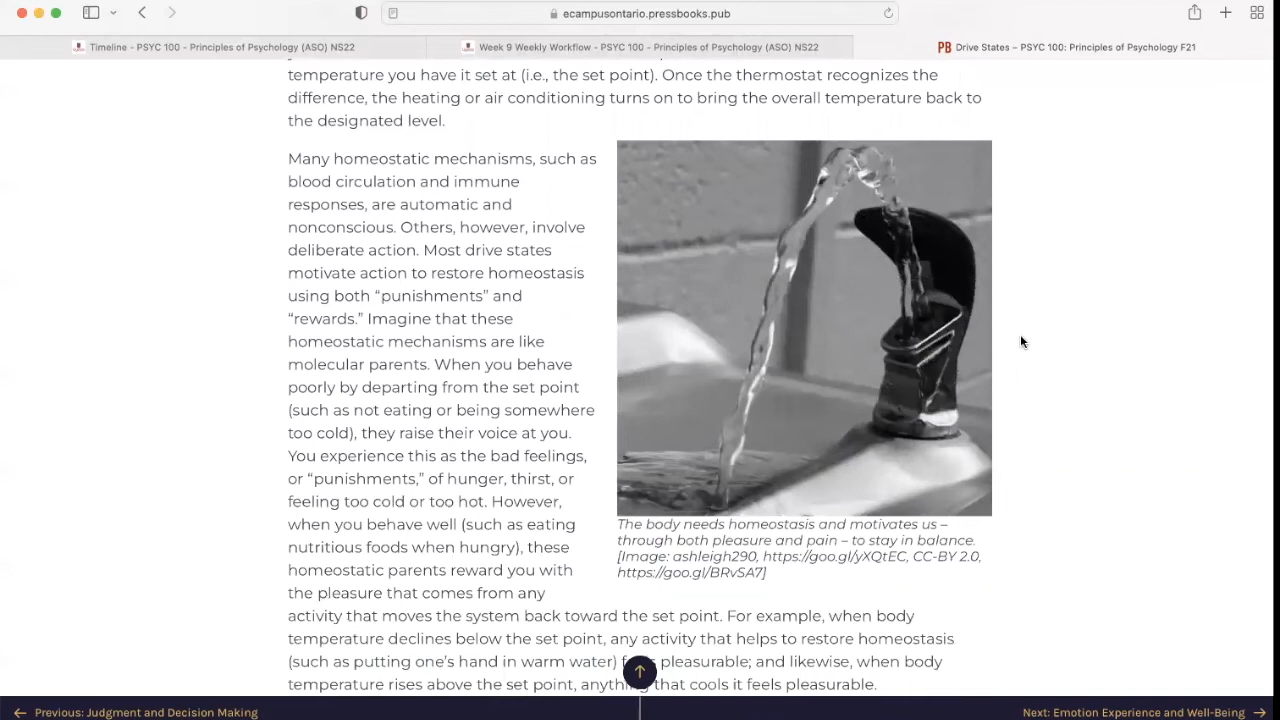 ecampusontario.pressbooks.pub
Timeline - PSYC 100 - Principles of Psychology (ASO) NS22
Week 9 Weekly Workflow - PSYC 100 - Principles of Psychology (ASO) NS22
PB Drive States – PSYC 100: Principles of Psychology F21
temperature you have it set at (i.e., the set point). Once the thermostat recognizes the
difference, the heating or air conditioning turns on to bring the overall temperature back to
the designated level.
Many homeostatic mechanisms, such as
blood circulation and immune
responses, are automatic and
nonconscious. Others, however, involve
deliberate action. Most drive states
motivate action to restore homeostasis
using both “punishments” and
“rewards.” Imagine that these
homeostatic mechanisms are like
molecular parents. When you behave
poorly by departing from the set point
(such as not eating or being somewhere
too cold), they raise their voice at you.
You experience this as the bad feelings,
or “punishments,” of hunger, thirst, or
feeling too cold or too hot. However,
when you behave well (such as eating
nutritious foods when hungry), these
homeostatic parents reward you with
the pleasure that comes from any
activity that moves the system back toward the set point. For example, when body
temperature declines below the set point, any activity that helps to restore homeostasis
(such as putting one’s hand in warm water) pleasurable; and likewise, when body
temperature rises above the set point, anything that cools it feels pleasurable.
The body needs homeostasis and motivates us –
through both pleasure and pain – to stay in balance.
[Image: ashleigh290, https://goo.gl/yXQtEC, CC-BY 2.0,
https://goo.gl/BRvSA7]
← Previous: Judgment and Decision Making
Next: Emotion Experience and Well-Being →